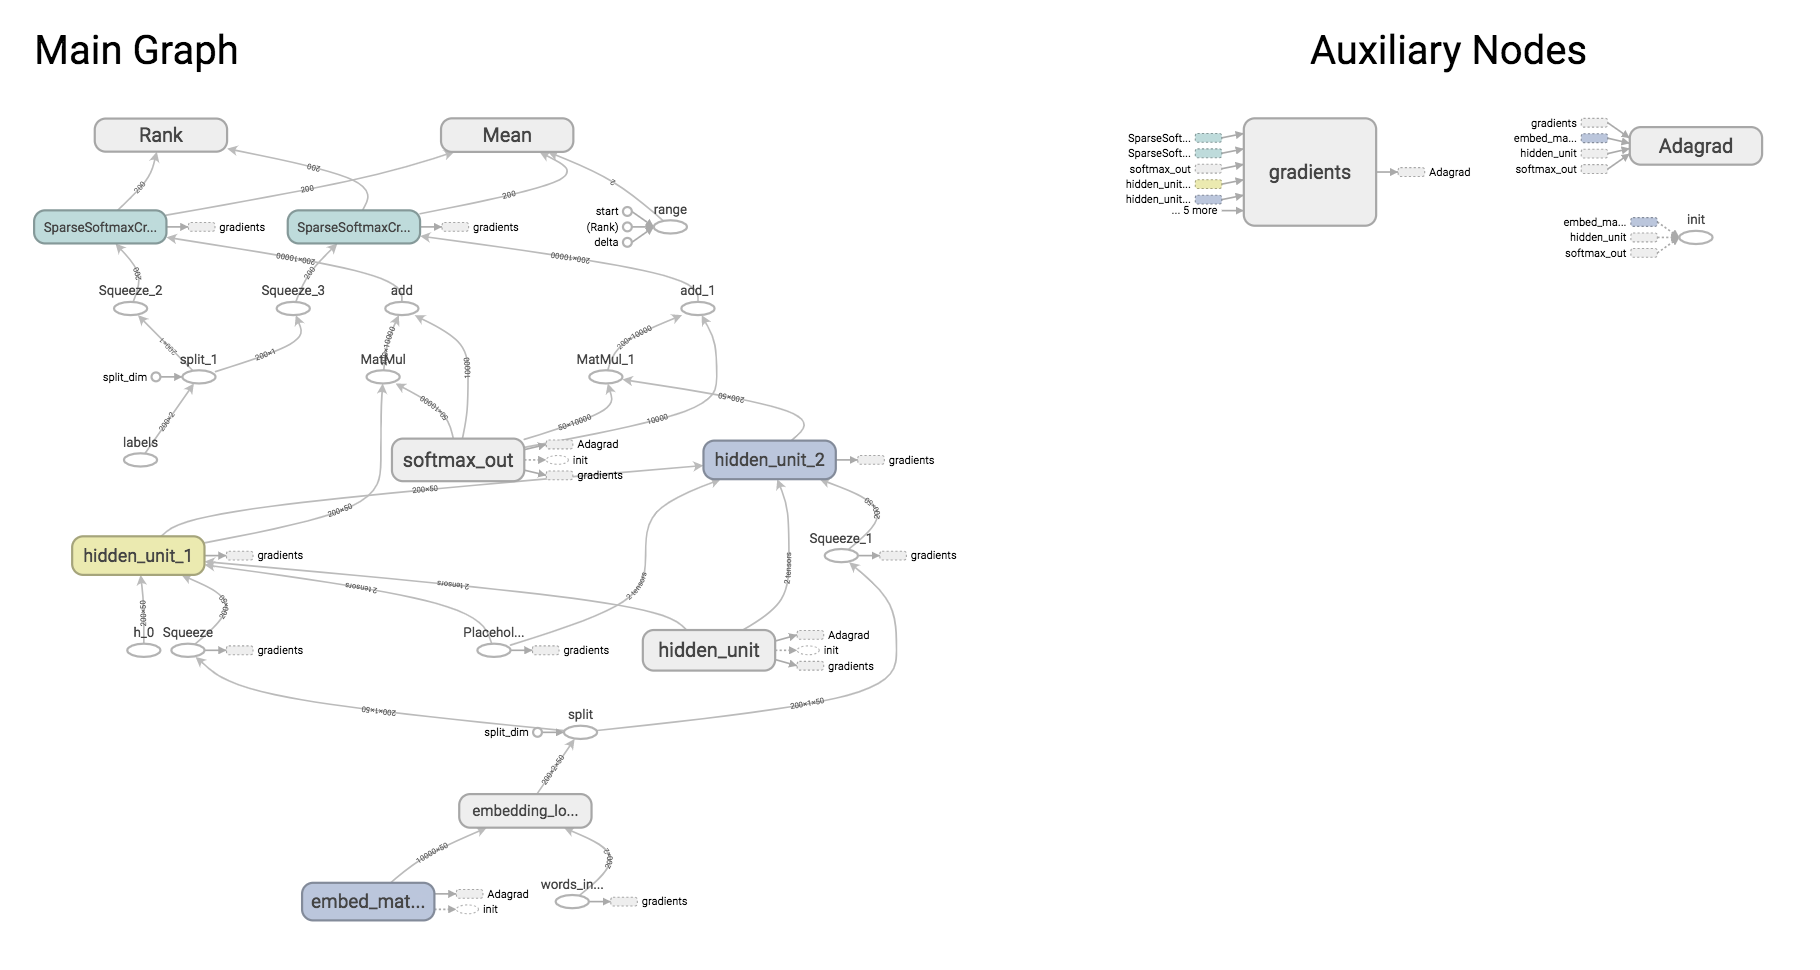 Main Graph
Auxiliary Nodes
Rank
Mean
200
200
200
200
2
SparseSoftmaxCr...
gradients
SparseSoftmaxCr...
gradients
start
(Rank)
delta
range
200
200×10000
200
200×10000
Squeeze_2
Squeeze_3
add
add_1
200×1
200×1
200×10000
10000
200×10000
split_dim
split_1
MatMul
MatMul_1
200×2
50×10000
50×10000
10000
200×50
labels
softmax_out
Adagrad
init
gradients
hidden_unit_2
gradients
200×50
200×50
200×50
hidden_unit_1
gradients
Squeeze_1
gradients
2 tensors
2 tensors
2 tensors
2 tensors
200×50
200×50
h_0
Squeeze
gradients
Placehol...
gradients
hidden_unit
Adagrad
init
gradients
200×1×50
200×1×50
split_dim
split
200×2×50
embedding_lo...
10000×50
200×2
embed_mat...
Adagrad
init
words_in...
gradients
SparseSoft...
SparseSoft...
softmax_out
hidden_unit...
hidden_unit...
... 5 more
gradients
Adagrad
gradients
embed_ma...
hidden_unit
softmax_out
Adagrad
embed_ma...
hidden_unit
softmax_out
init